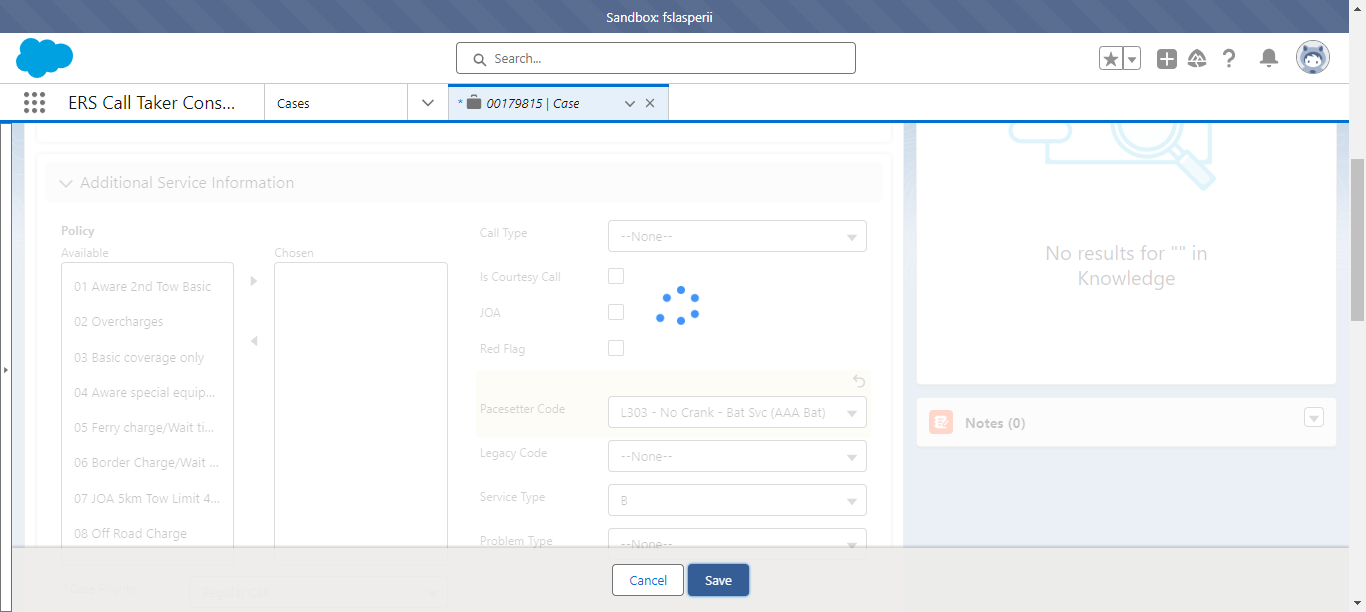 Sandbox: fslasperii
Search...
ERS Call Taker Cons...
Cases
* 00179815 | Case
Additional Service Information
Policy
Available
Chosen
01 Aware 2nd Tow Basic
02 Overcharges
03 Basic coverage only
04 Aware special equip...
05 Ferry charge/Wait ti...
06 Border Charge/Wait ...
07 JOA 5km Tow Limit 4...
08 Off Road Charge
Call Type
--None--
Is Courtesy Call
JOA
Red Flag
Pacesetter Code
L303 - No Crank - Bat Svc (AAA Bat)
Legacy Code
--None--
Service Type
B
Problem Type
--None--
No results for "" in
Knowledge
Notes (0)
Cancel
Save